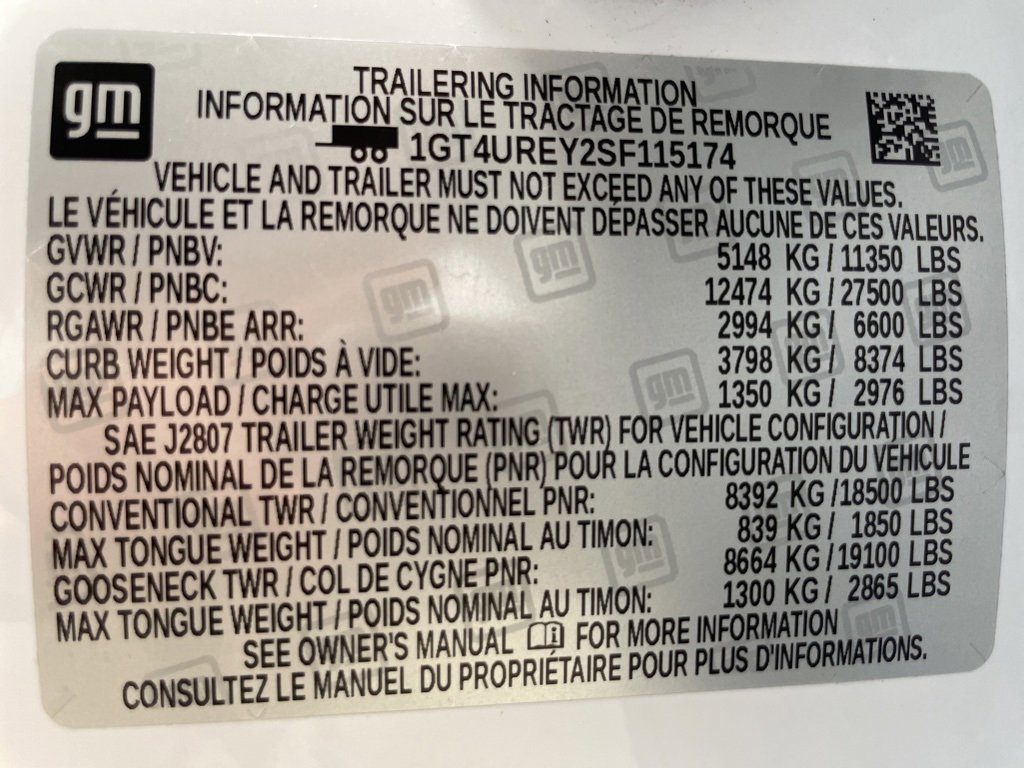 gm
TRAILERING INFORMATION
INFORMATION SUR LE TRACTAGE DE REMORQUE
1GT4UREY2SF115174
VEHICLE AND TRAILER MUST NOT EXCEED ANY OF THESE VALUES.
LE VÉHICULE ET LA REMORQUE NE DOIVENT DÉPASSER AUCUNE DE CES VALEURS.
GVWR / PNBV: 5148 KG / 11350 LBS
GCWR / PNBC: 12474 KG / 27500 LBS
RGAWR / PNBE ARR: 2994 KG / 6600 LBS
CURB WEIGHT / POIDS À VIDE: 3798 KG / 8374 LBS
MAX PAYLOAD / CHARGE UTILE MAX: 1350 KG / 2976 LBS
SAE J2807 TRAILER WEIGHT RATING (TWR) FOR VEHICLE CONFIGURATION /
POIDS NOMINAL DE LA REMORQUE (PNR) POUR LA CONFIGURATION DU VÉHICULE
CONVENTIONAL TWR / CONVENTIONNEL PNR: 8392 KG /18500 LBS
MAX TONGUE WEIGHT / POIDS NOMINAL AU TIMON: 839 KG / 1850 LBS
GOOSENECK TWR / COL DE CYGNE PNR: 8664 KG /19100 LBS
MAX TONGUE WEIGHT / POIDS NOMINAL AU TIMON: 1300 KG / 2865 LBS
SEE OWNER'S MANUAL FOR MORE INFORMATION
CONSULTEZ LE MANUEL DU PROPRIÉTAIRE POUR PLUS D'INFORMATIONS.